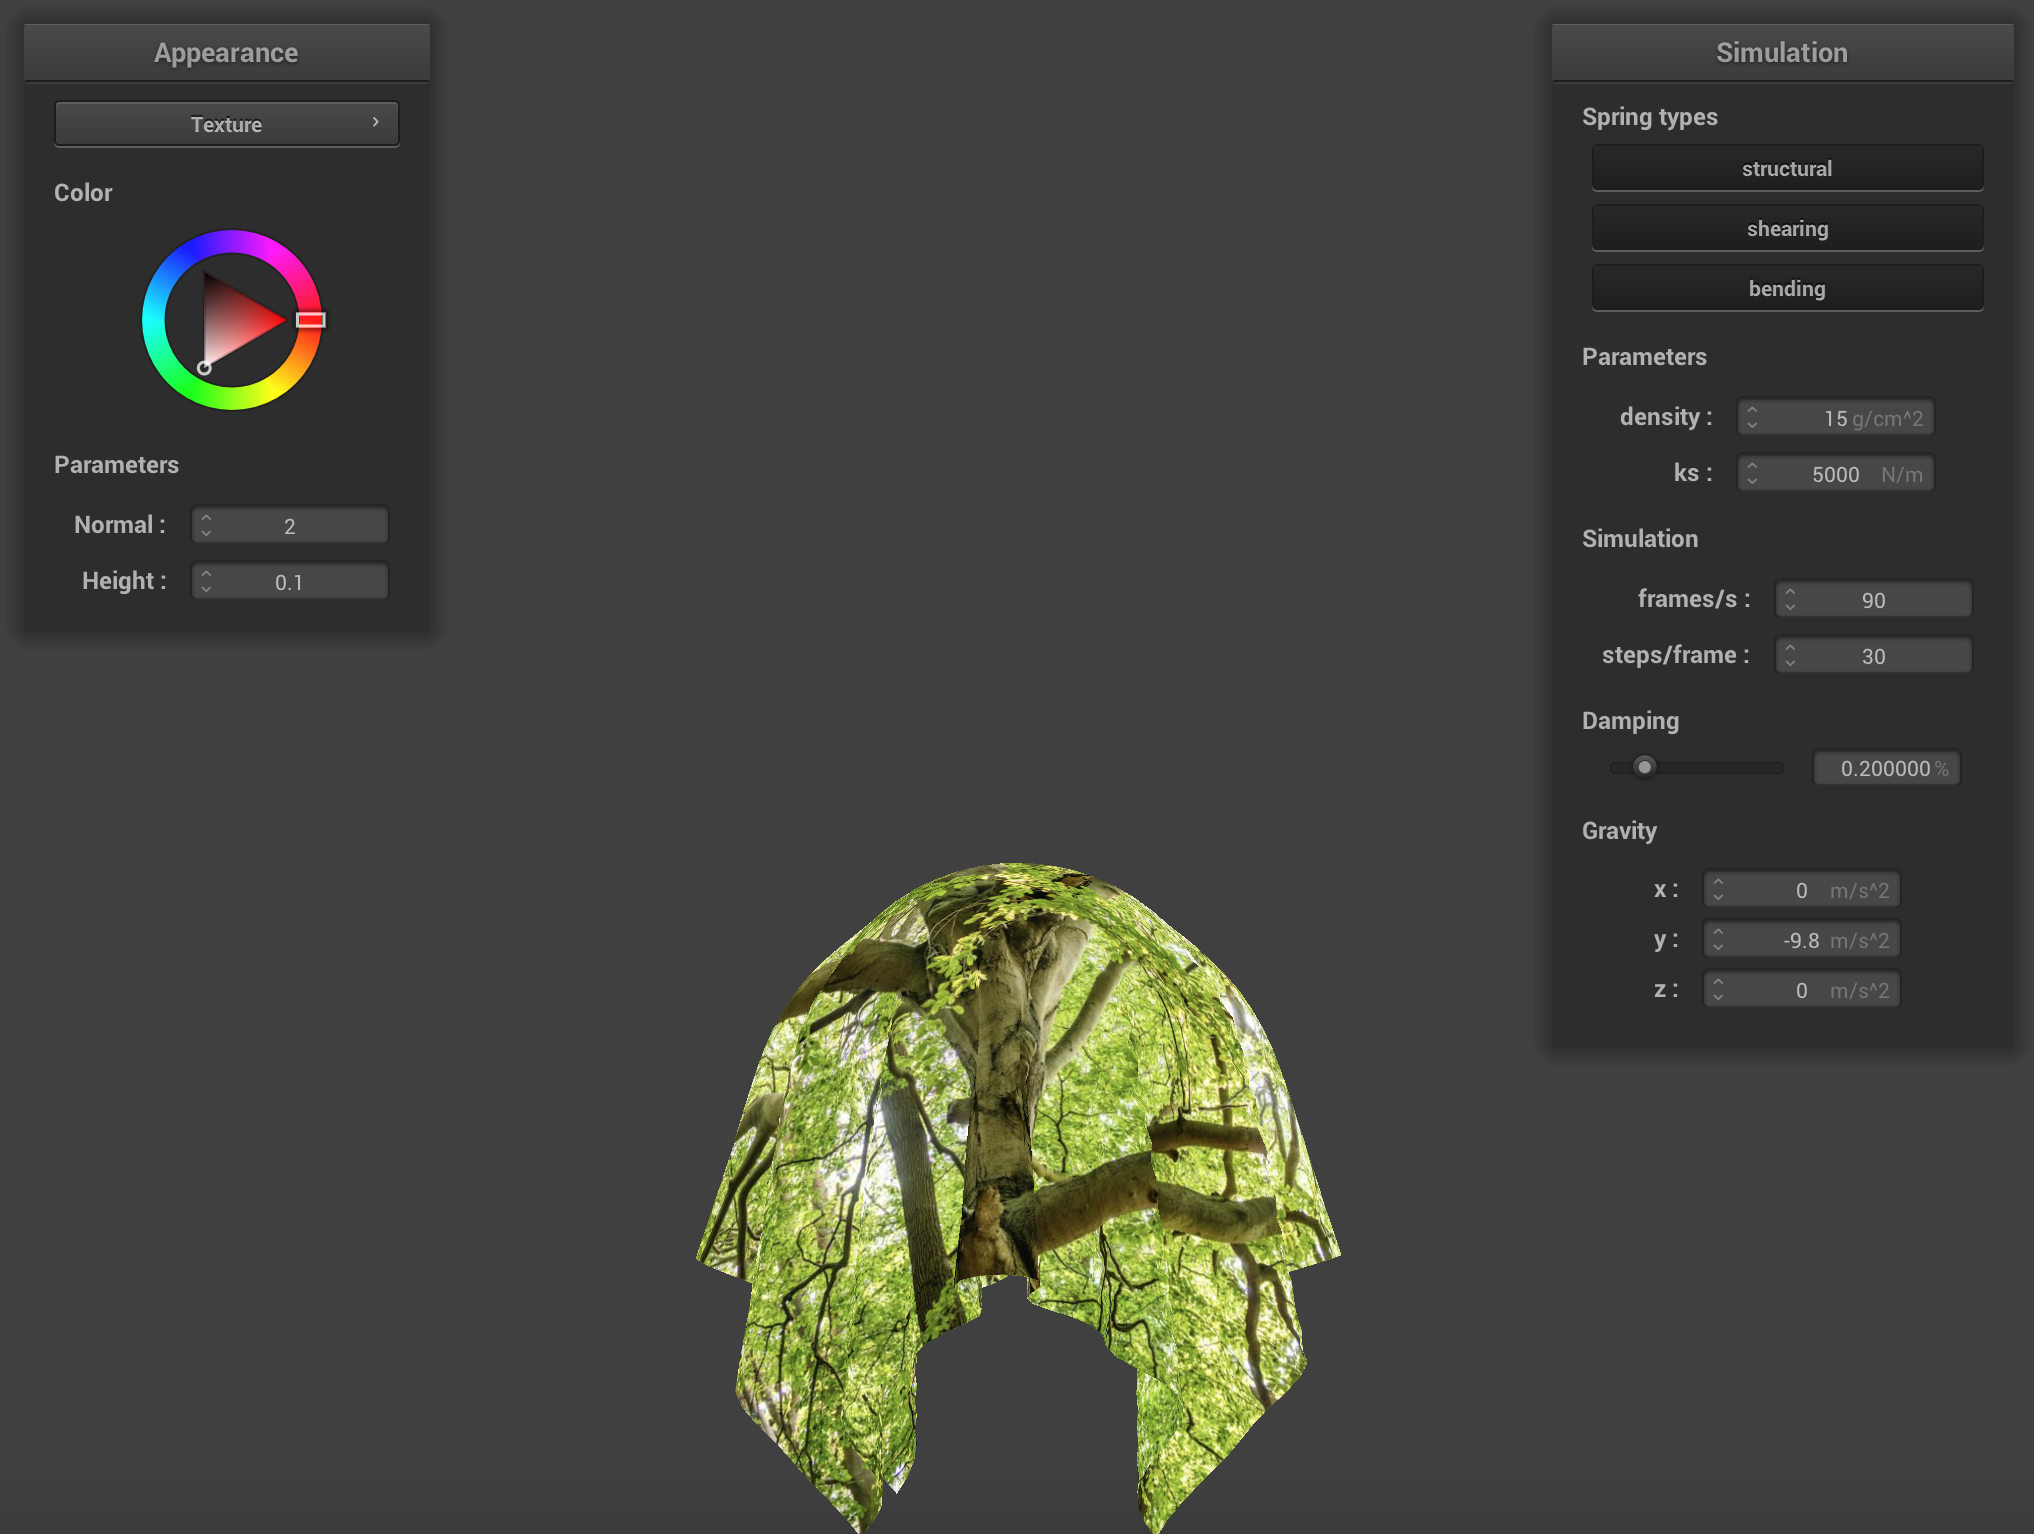 Appearance
Texture
Color
Parameters
Normal : 2
Height : 0.1
Simulation
Spring types
structural
shearing
bending
Parameters
density : 15 g/cm^2
ks : 5000 N/m
Simulation
frames/s : 90
steps/frame : 30
Damping
0.200000 %
Gravity
x : 0 m/s^2
y : -9.8 m/s^2
z : 0 m/s^2